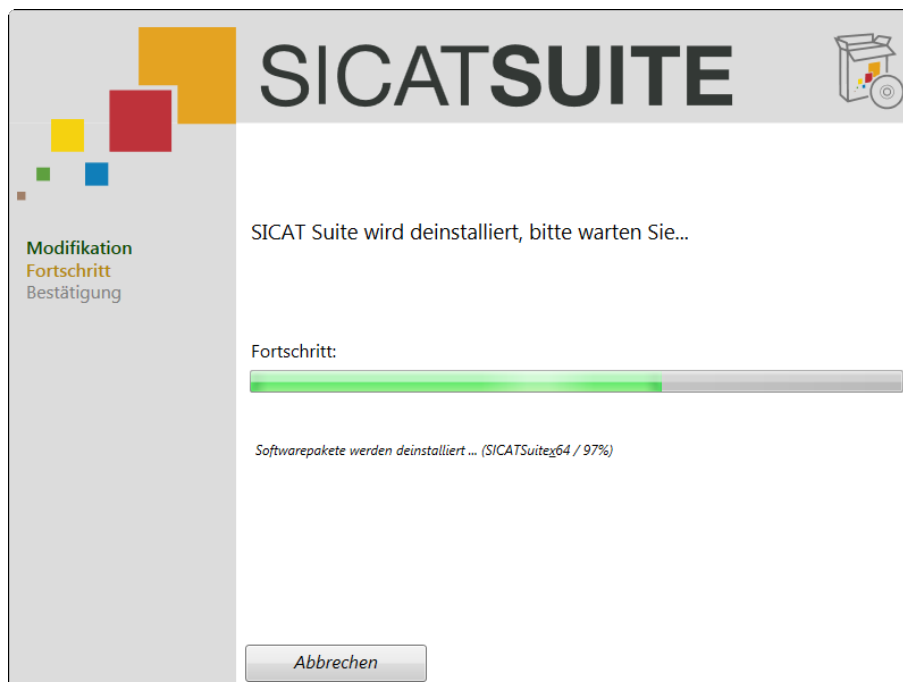 SICATSUITE
Modifikation
Fortschritt
Bestätigung
SICAT Suite wird deinstalliert, bitte warten Sie...
Fortschritt:
Softwarepakete werden deinstalliert ... (SICATSuitex64 / 97%)
Abbrechen